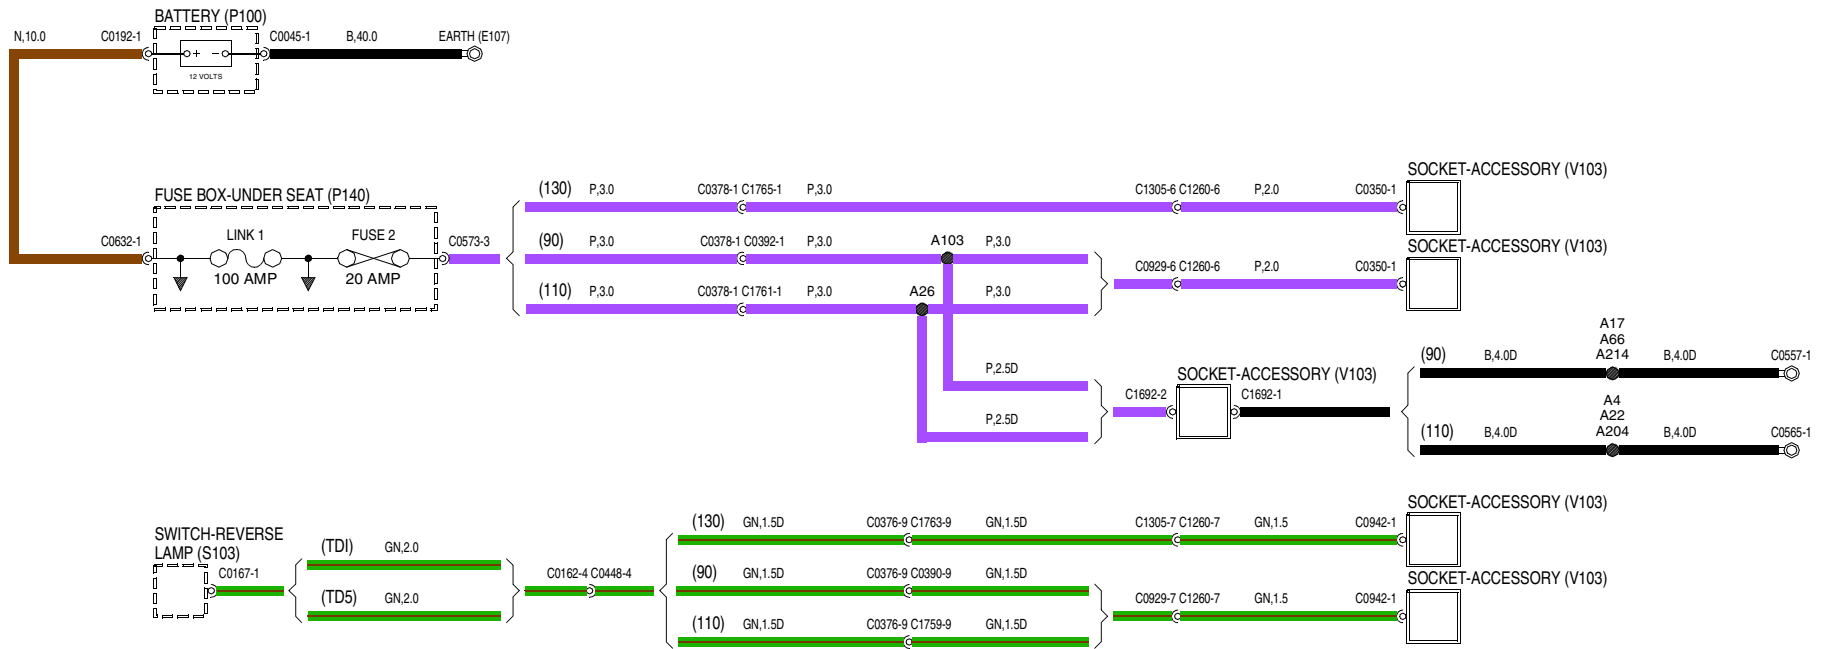 BATTERY (P100)
N,10.0
C0192-1
C0045-1
B,40.0
EARTH (E107)
+ −
12 VOLTS
FUSE BOX-UNDER SEAT (P140)
C0632-1
LINK 1
100 AMP
FUSE 2
20 AMP
C0573-3
(130) P,3.0 C0378-1 C1765-1 P,3.0 C1305-6 C1260-6 P,2.0 C0350-1
SOCKET-ACCESSORY (V103)
(90) P,3.0 C0378-1 C0392-1 P,3.0 A103 P,3.0
SOCKET-ACCESSORY (V103)
C0929-6 C1260-6 P,2.0 C0350-1
(110) P,3.0 C0378-1 C1761-1 P,3.0 A26 P,3.0
P,2.5D
P,2.5D
SOCKET-ACCESSORY (V103)
C1692-2
C1692-1
A17
A66
A214
(90) B,4.0D B,4.0D C0557-1
A4
A22
A204
(110) B,4.0D B,4.0D C0565-1
SWITCH-REVERSE
LAMP (S103)
C0167-1
(TDI) GN,2.0
(TD5) GN,2.0
C0162-4 C0448-4
(130) GN,1.5D C0376-9 C1763-9 GN,1.5D C1305-7 C1260-7 GN,1.5 C0942-1
SOCKET-ACCESSORY (V103)
(90) GN,1.5D C0376-9 C0390-9 GN,1.5D
SOCKET-ACCESSORY (V103)
C0929-7 C1260-7 GN,1.5 C0942-1
(110) GN,1.5D C0376-9 C1759-9 GN,1.5D